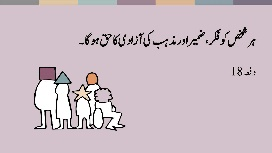 ہر شخص کو فکر، ضمیر اور مذہب کی آزادی کا حق ہوگا۔
دفعہ 18